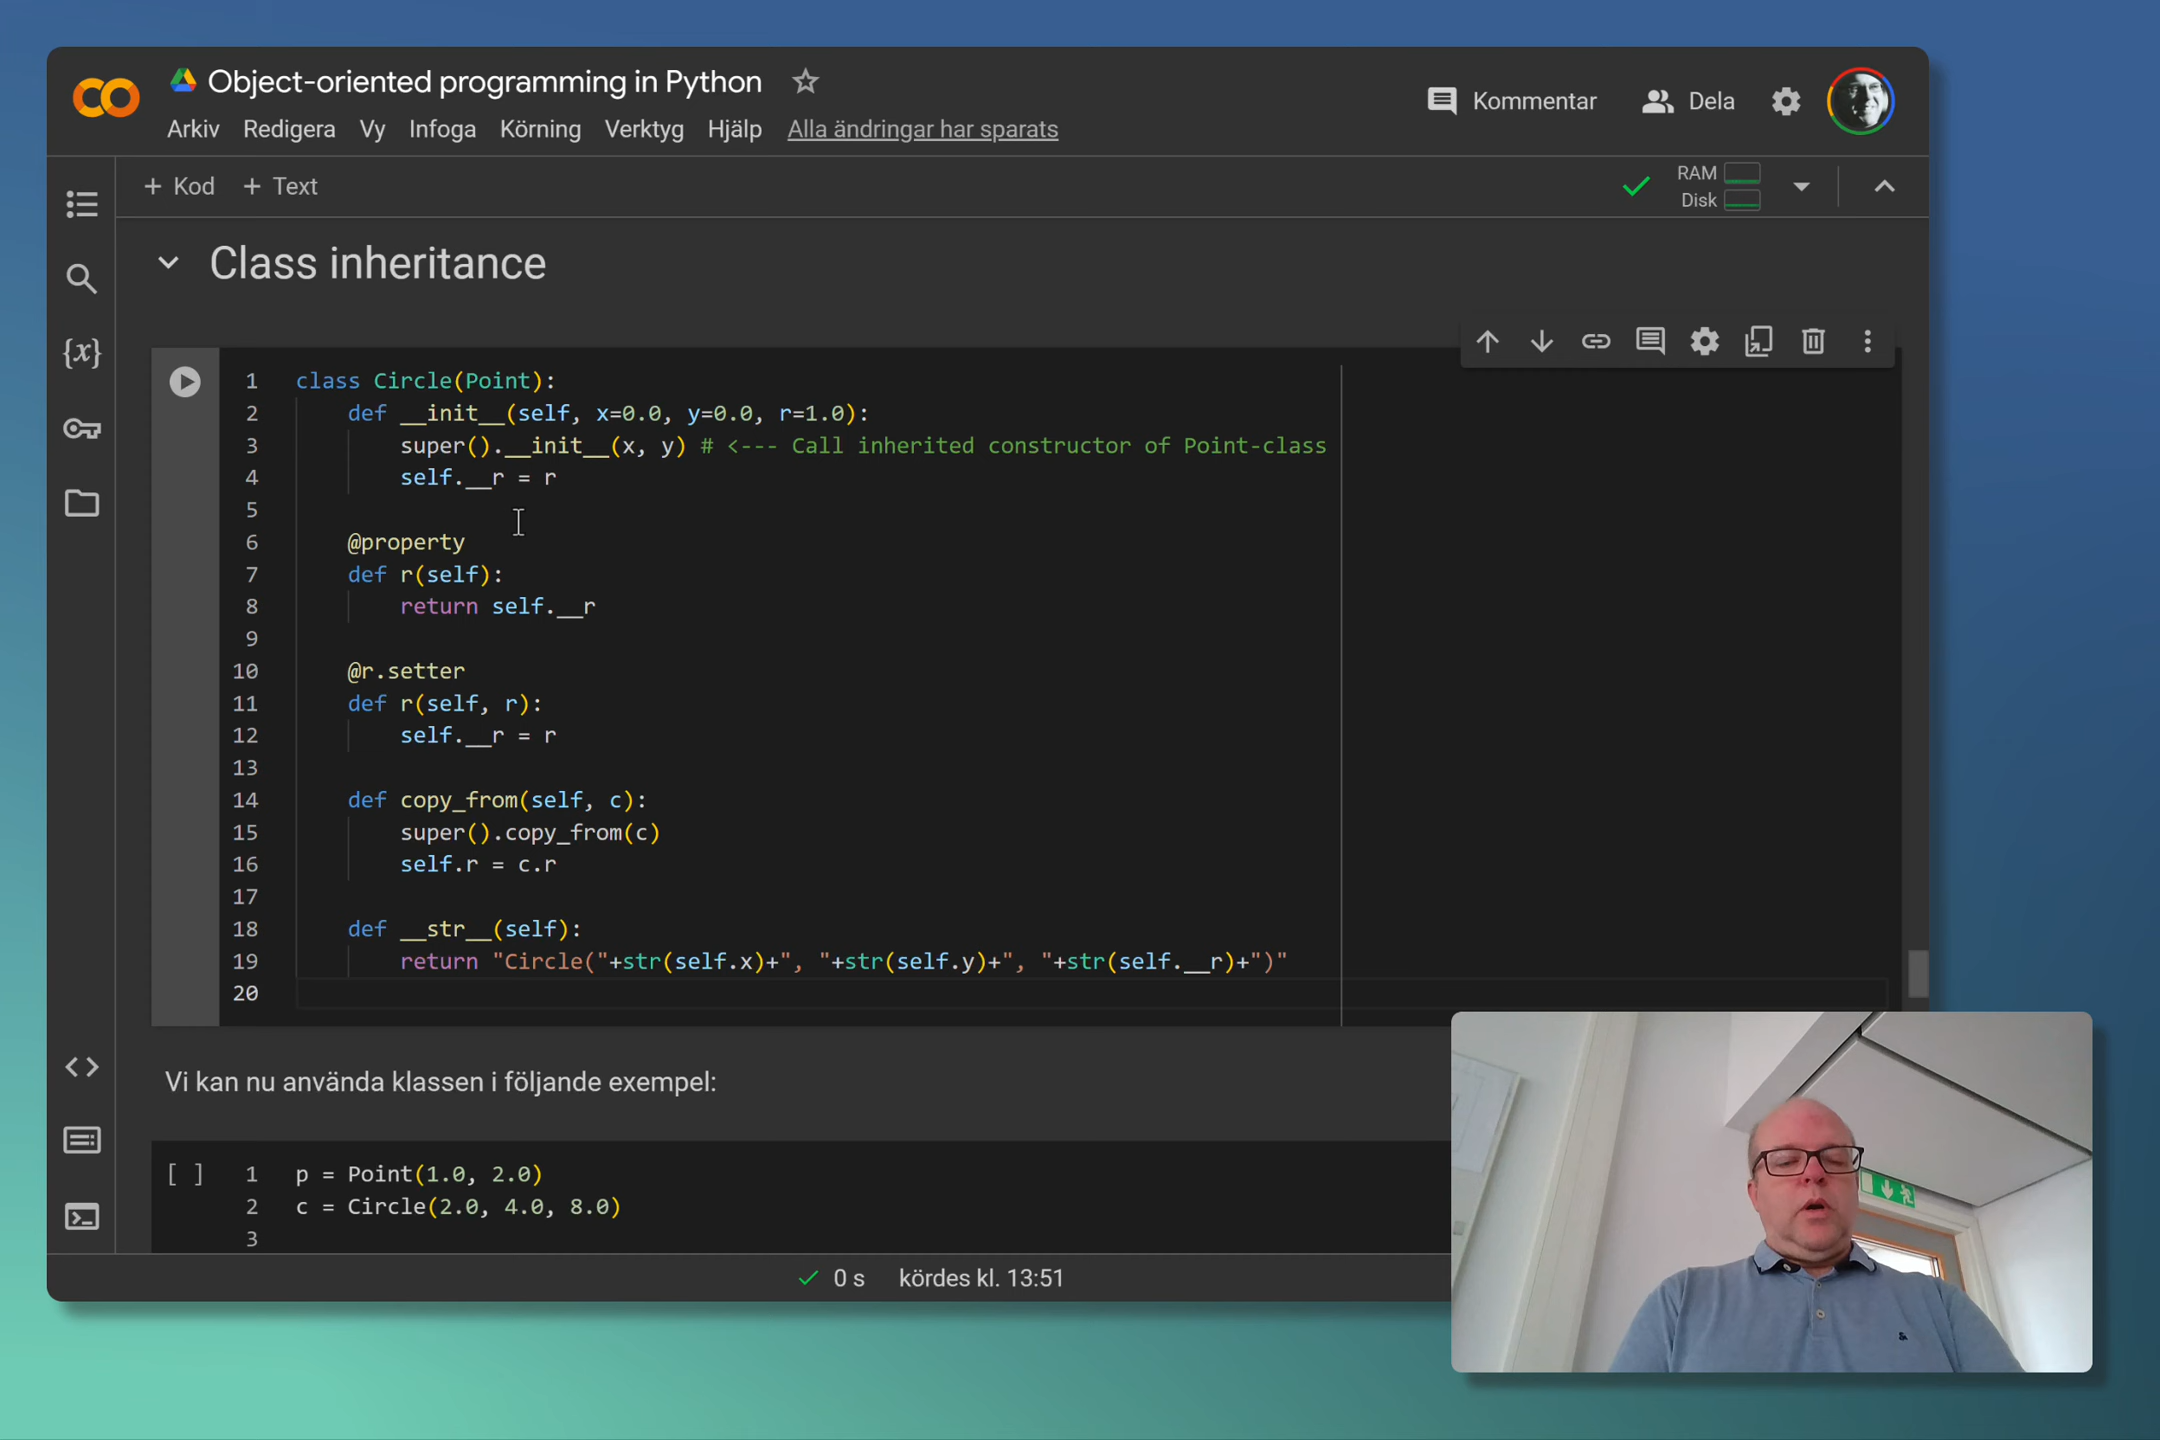 Object-oriented programming in Python
Arkiv Redigera Vy Infoga Körning Verktyg Hjälp Alla ändringar har sparats
Kommentar Dela
+ Kod + Text
RAM
Disk
Class inheritance
1 class Circle(Point):
2 def __init__(self, x=0.0, y=0.0, r=1.0):
3 super().__init__(x, y) # <--- Call inherited constructor of Point-class
4 self.__r = r
5
6 @property
7 def r(self):
8 return self.__r
9
10 @r.setter
11 def r(self, r):
12 self.__r = r
13
14 def copy_from(self, c):
15 super().copy_from(c)
16 self.r = c.r
17
18 def __str__(self):
19 return "Circle("+str(self.x)+", "+str(self.y)+", "+str(self.__r)+")"
20
Vi kan nu använda klassen i följande exempel:
[ ] 1 p = Point(1.0, 2.0)
2 c = Circle(2.0, 4.0, 8.0)
3
0 s kördes kl. 13:51